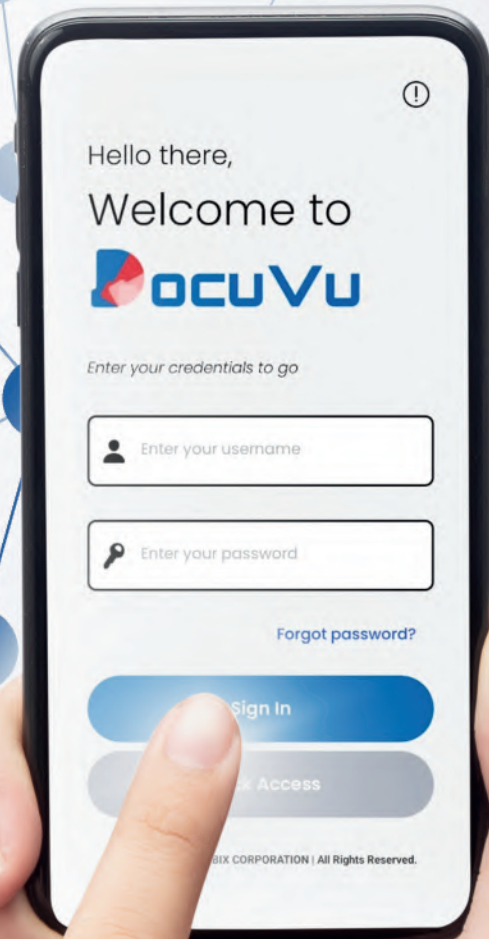 Hello there,
Welcome to
DocuVu
Enter your credentials to go
Enter your username
Enter your password
Forgot password?
Sign In
Access
CORPORATION | All Rights Reserved.